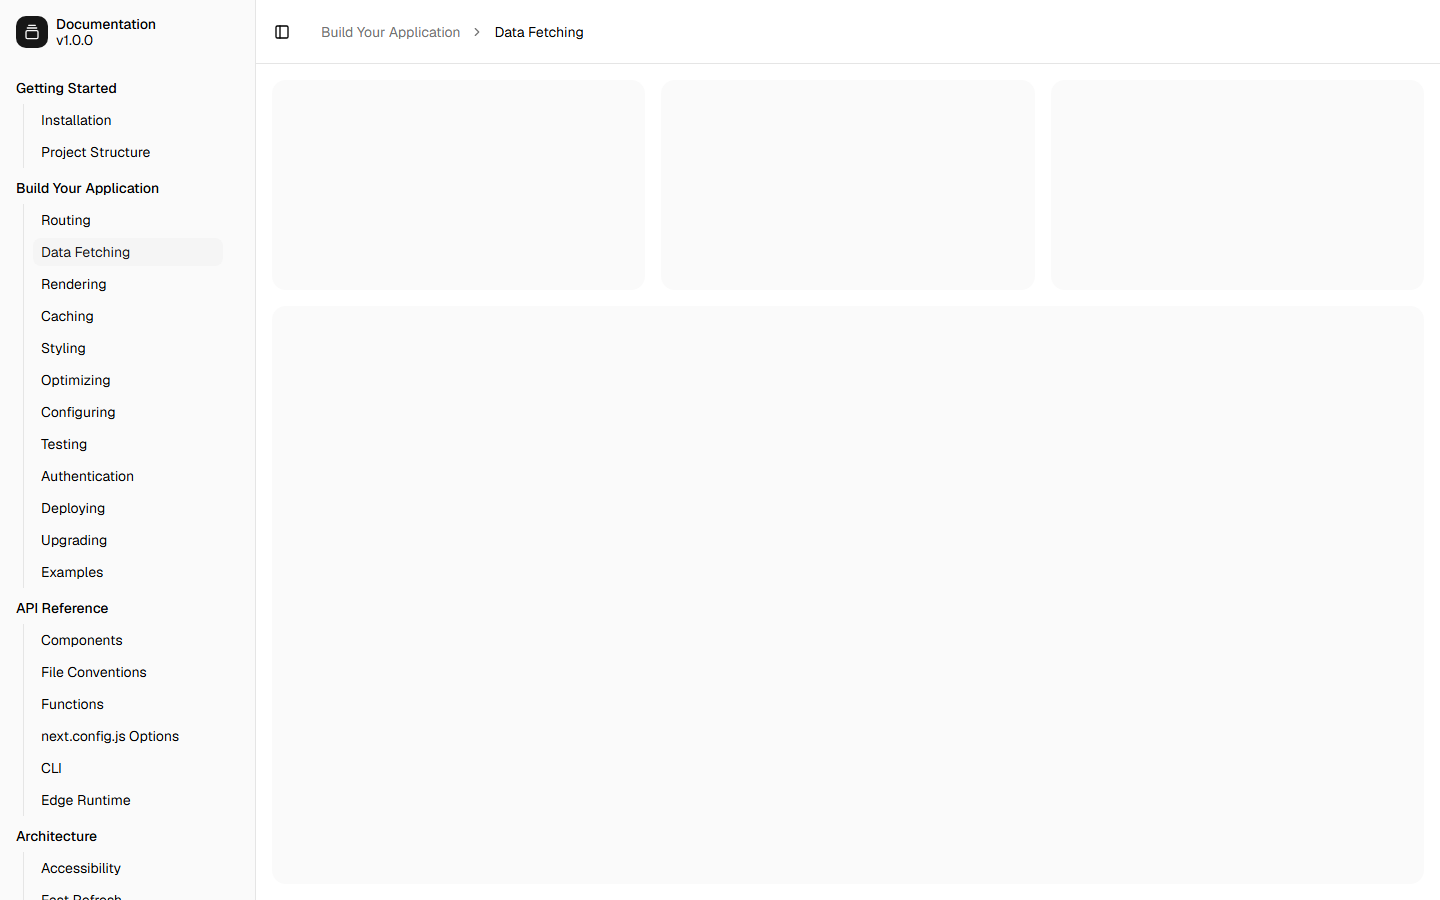 Documentation
v1.0.0
Build Your Application
Data Fetching
Getting Started
Installation
Project Structure
Build Your Application
Routing
Data Fetching
Rendering
Caching
Styling
Optimizing
Configuring
Testing
Authentication
Deploying
Upgrading
Examples
API Reference
Components
File Conventions
Functions
next.config.js Options
CLI
Edge Runtime
Architecture
Accessibility
Fast Refresh